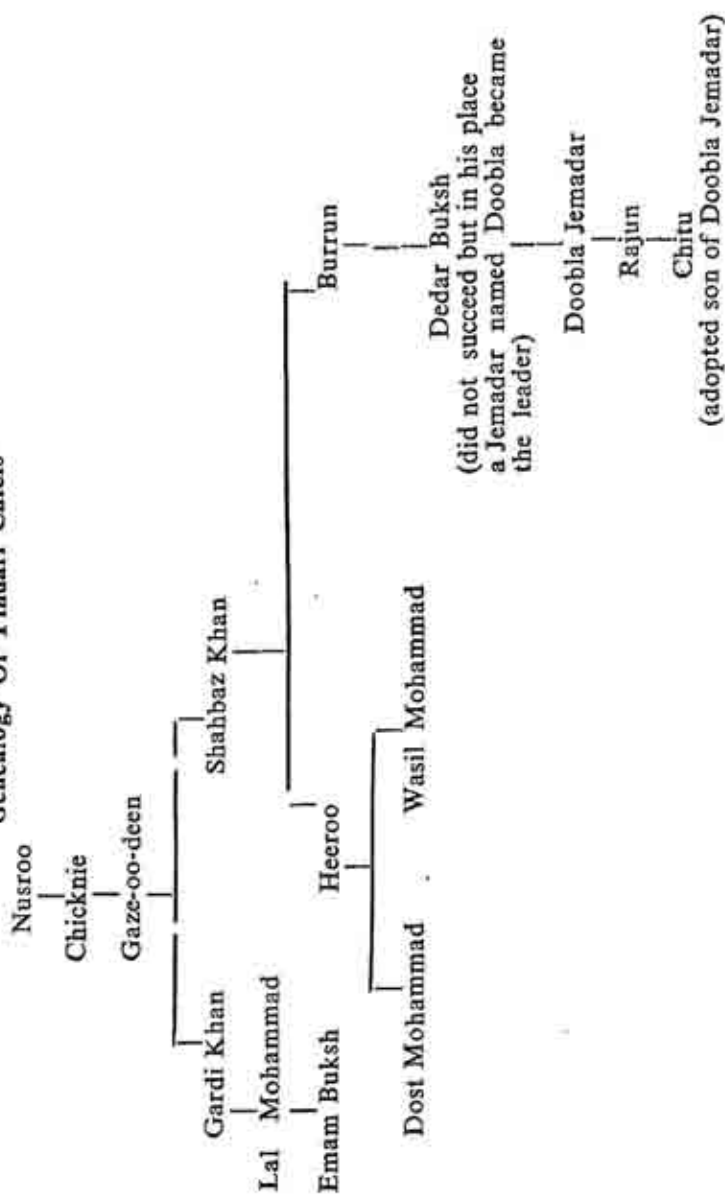 Genealogy Of Pindari Chiefs
Nusroo
Chicknie
Gaze-oo-deen
Gardi Khan
Shahbaz Khan
Lal Mohammad
Emam Buksh
Heeroo
Burrun
Dost Mohammad
Wasil Mohammad
Dedar Buksh
(did not succeed but in his place
a Jemadar named Doobla became
the leader)
Doobla Jemadar
Rajun
Chitu
(adopted son of Doobla Jemadar)